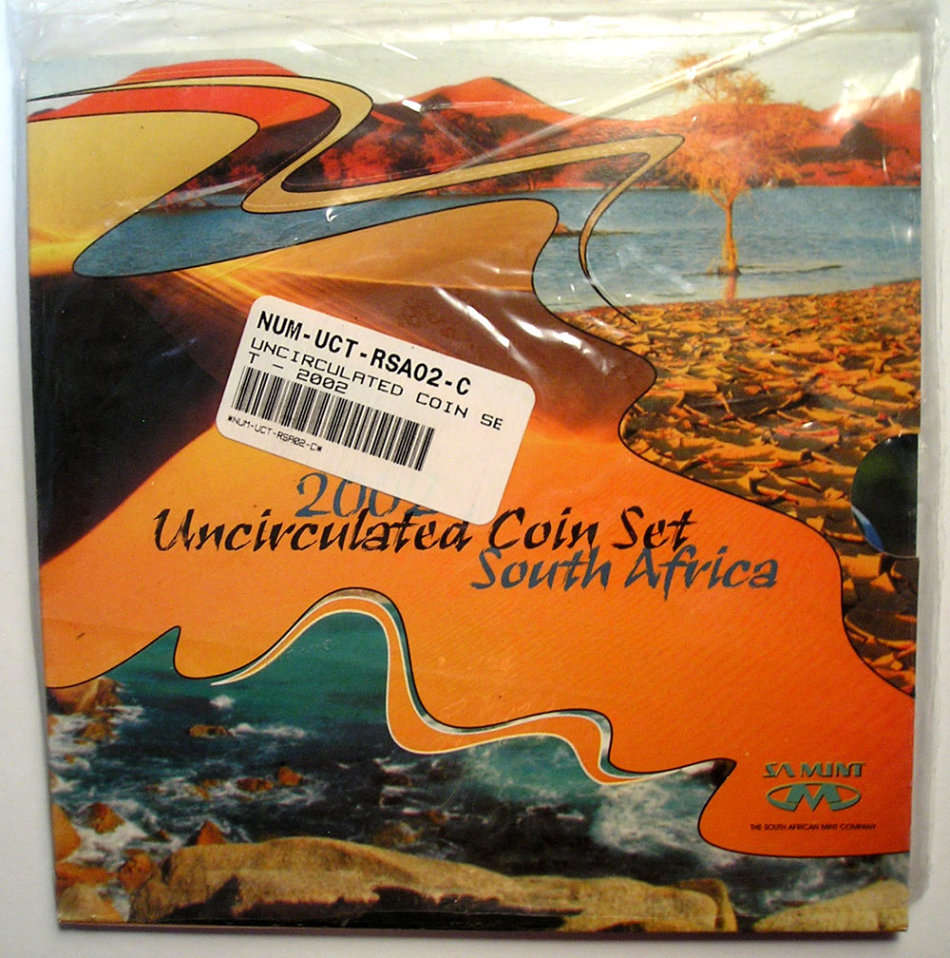 NUM-UCT-RSA02-C
UNCIRCULATED COIN SE
T - 2002
*NUM-UCT-RSA02-C*
2002
Uncirculated Coin Set
South Africa
SA MINT
THE SOUTH AFRICAN MINT COMPANY